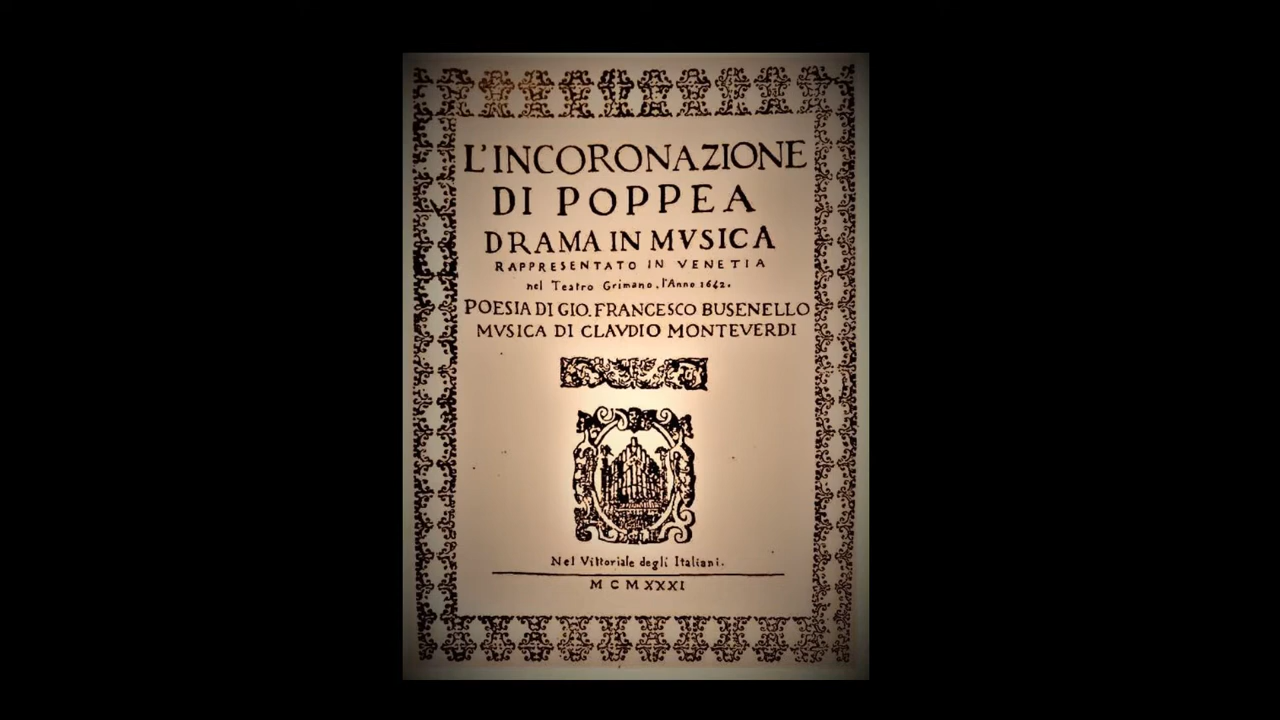 L'INCORONAZIONE
DI POPPEA
DRAMA IN MVSICA
RAPPRESENTATO IN VENETIA
nel Teatro Grimano, l'Anno 1642.
POESIA DI GIO. FRANCESCO BUSENELLO
MVSICA DI CLAVDIO MONTEVERDI
Nel Vittoriale degli Italiani.
MCMXXXI